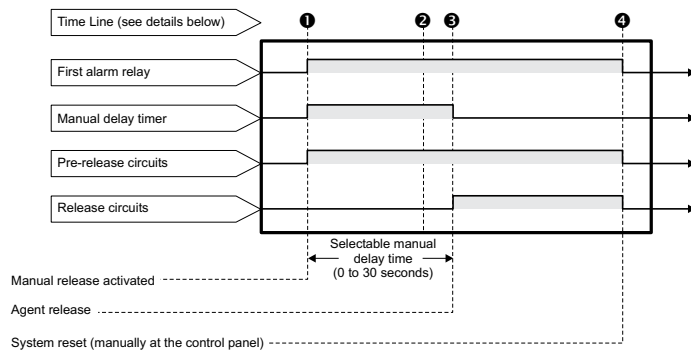 Time Line (see details below)
❶ ❷ ❸ ❹
First alarm relay
Manual delay timer
Pre-release circuits
Release circuits
Selectable manual
delay time
(0 to 30 seconds)
Manual release activated
Agent release
System reset (manually at the control panel)